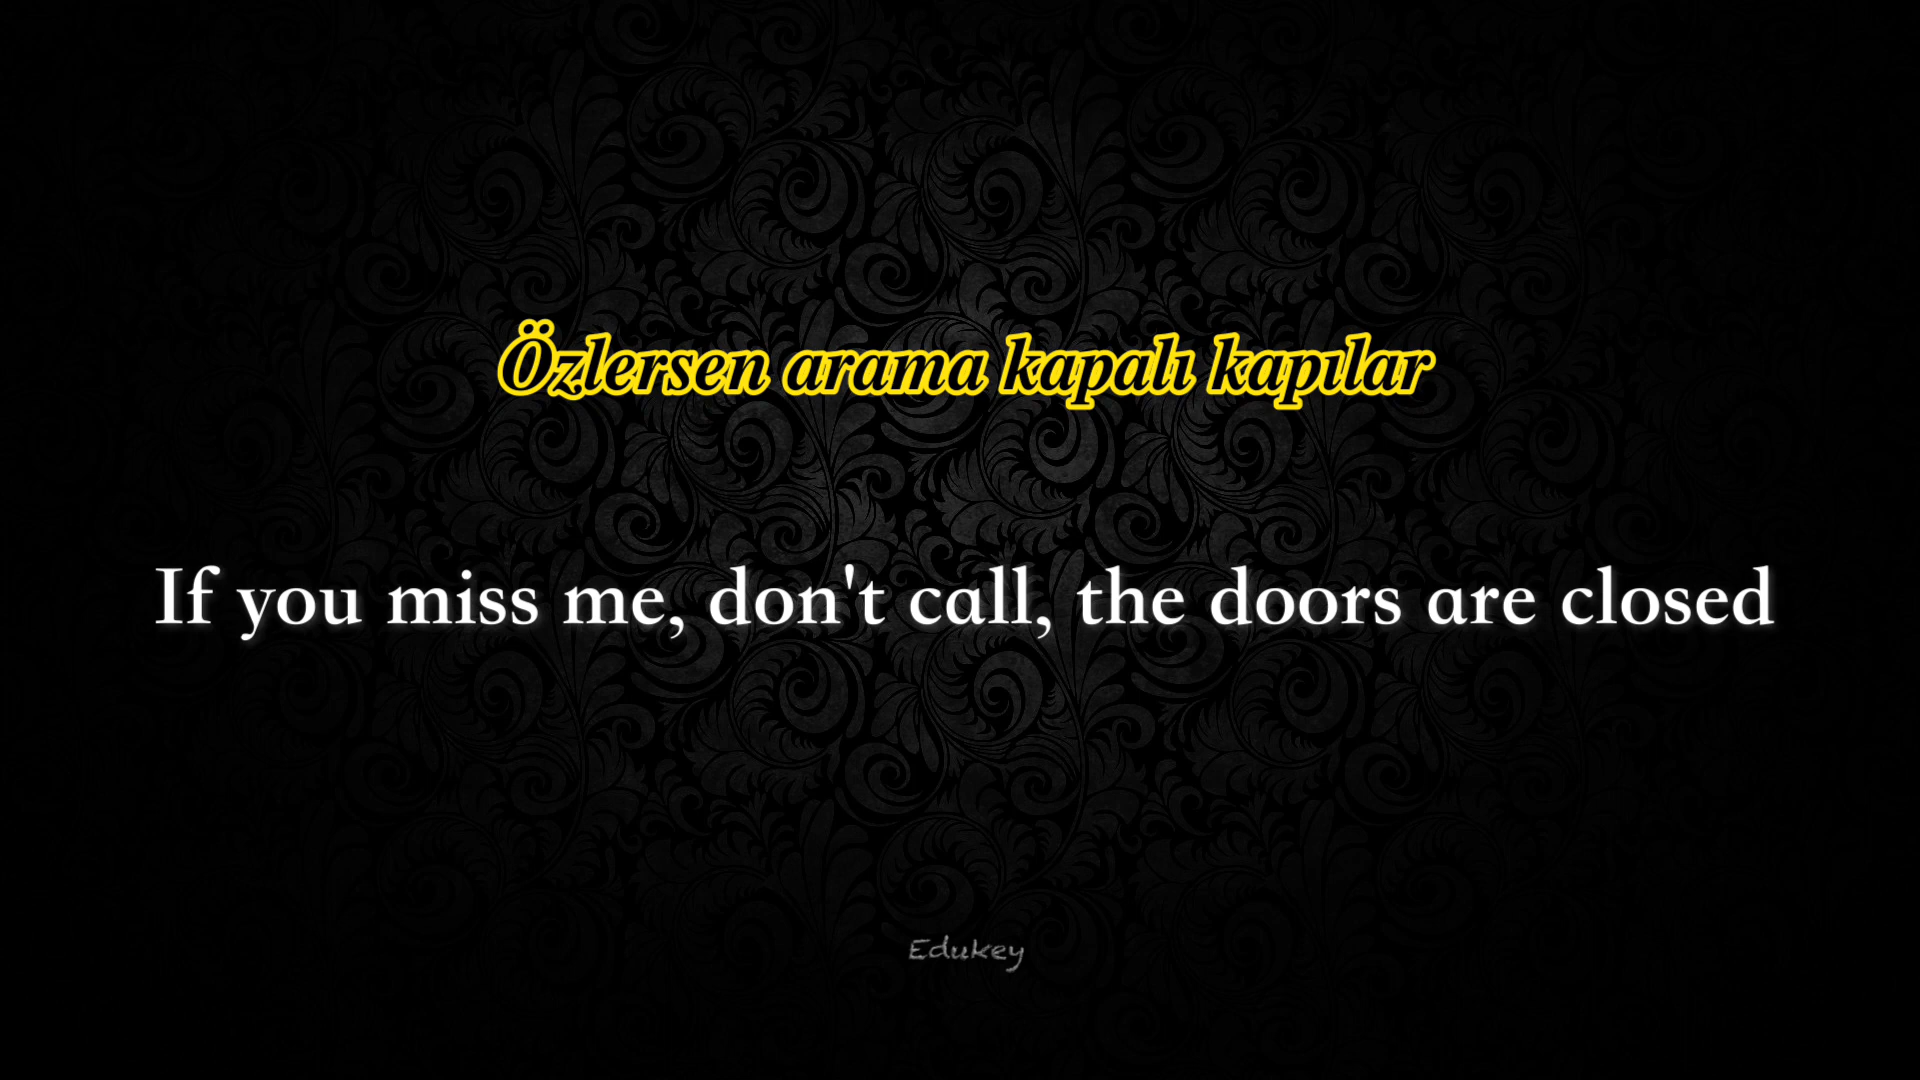 Özlersen arama kapalı kapılar
If you miss me, don't call, the doors are closed
Edukey